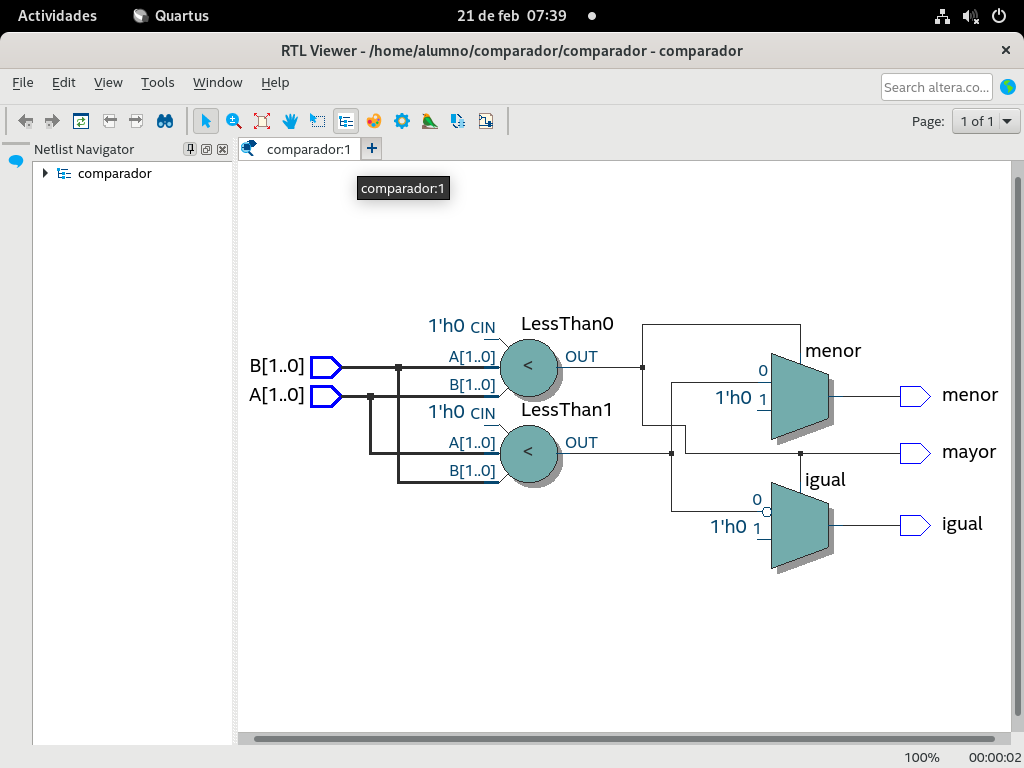 Actividades
Quartus
21 de feb 07:39
RTL Viewer - /home/alumno/comparador/comparador - comparador
File Edit View Tools Window Help
Search altera.co...
Page: 1 of 1
Netlist Navigator
comparador:1
comparador
comparador:1
1'h0 CIN
LessThan0
B[1..0]
A[1..0]
A[1..0]
B[1..0]
<
OUT
1'h0 CIN
LessThan1
A[1..0]
B[1..0]
<
OUT
menor
0
1'h0 1
menor
mayor
igual
0
1'h0 1
igual
100% 00:00:02